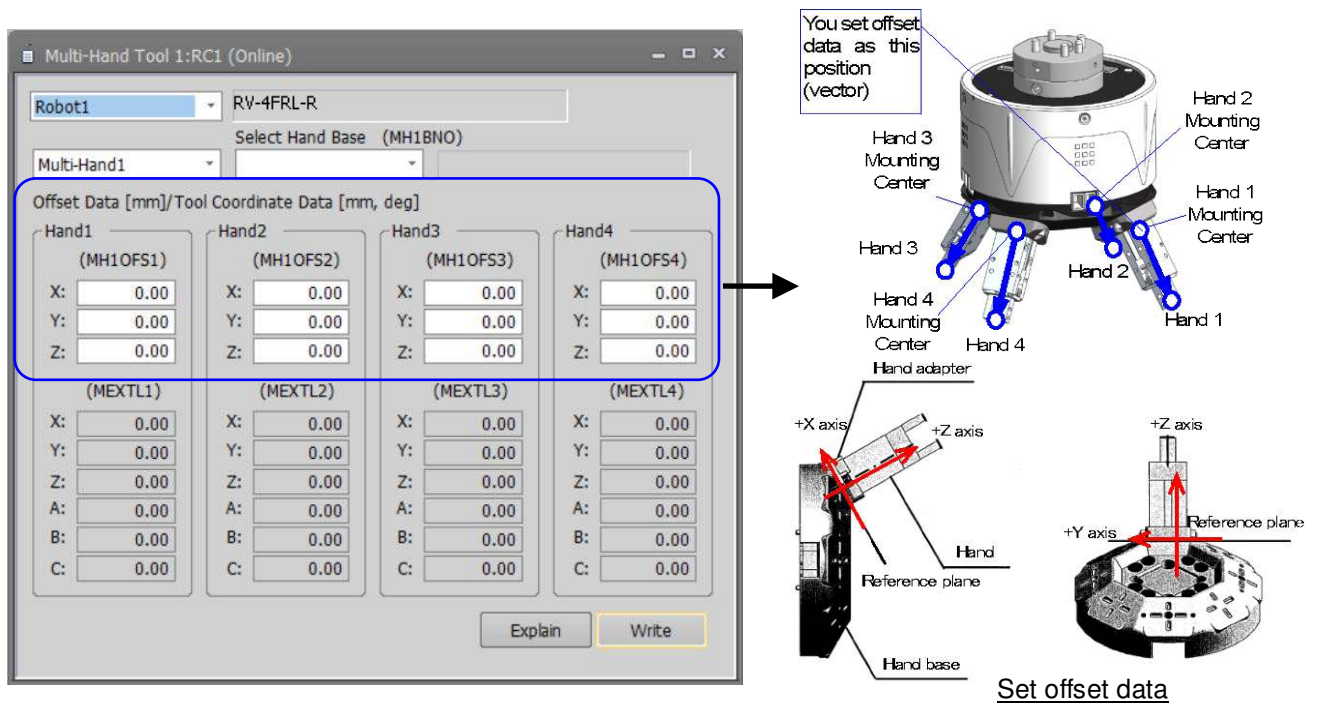 Multi-Hand Tool 1:RC1 (Online)
Robot1
RV-4FRL-R
Select Hand Base (MH1BNO)
Multi-Hand1
Offset Data [mm]/Tool Coordinate Data [mm, deg]
Hand1 Hand2 Hand3 Hand4
(MH1OFS1) (MH1OFS2) (MH1OFS3) (MH1OFS4)
X: 0.00 X: 0.00 X: 0.00 X: 0.00
Y: 0.00 Y: 0.00 Y: 0.00 Y: 0.00
Z: 0.00 Z: 0.00 Z: 0.00 Z: 0.00
(MEXTL1) (MEXTL2) (MEXTL3) (MEXTL4)
X: 0.00 X: 0.00 X: 0.00 X: 0.00
Y: 0.00 Y: 0.00 Y: 0.00 Y: 0.00
Z: 0.00 Z: 0.00 Z: 0.00 Z: 0.00
A: 0.00 A: 0.00 A: 0.00 A: 0.00
B: 0.00 B: 0.00 B: 0.00 B: 0.00
C: 0.00 C: 0.00 C: 0.00 C: 0.00
Explain Write
You set offset
data as this
position
(vector)
Hand 2
Mounting
Center
Hand 3
Mounting
Center
Hand 1
Mounting
Center
Hand 3
Hand 2
Hand 4
Mounting
Center
Hand 1
Hand 4
Hand adapter
+X axis
+Z axis
Hand
Reference plane
Hand base
+Z axis
Reference plane
+Y axis
Set offset data